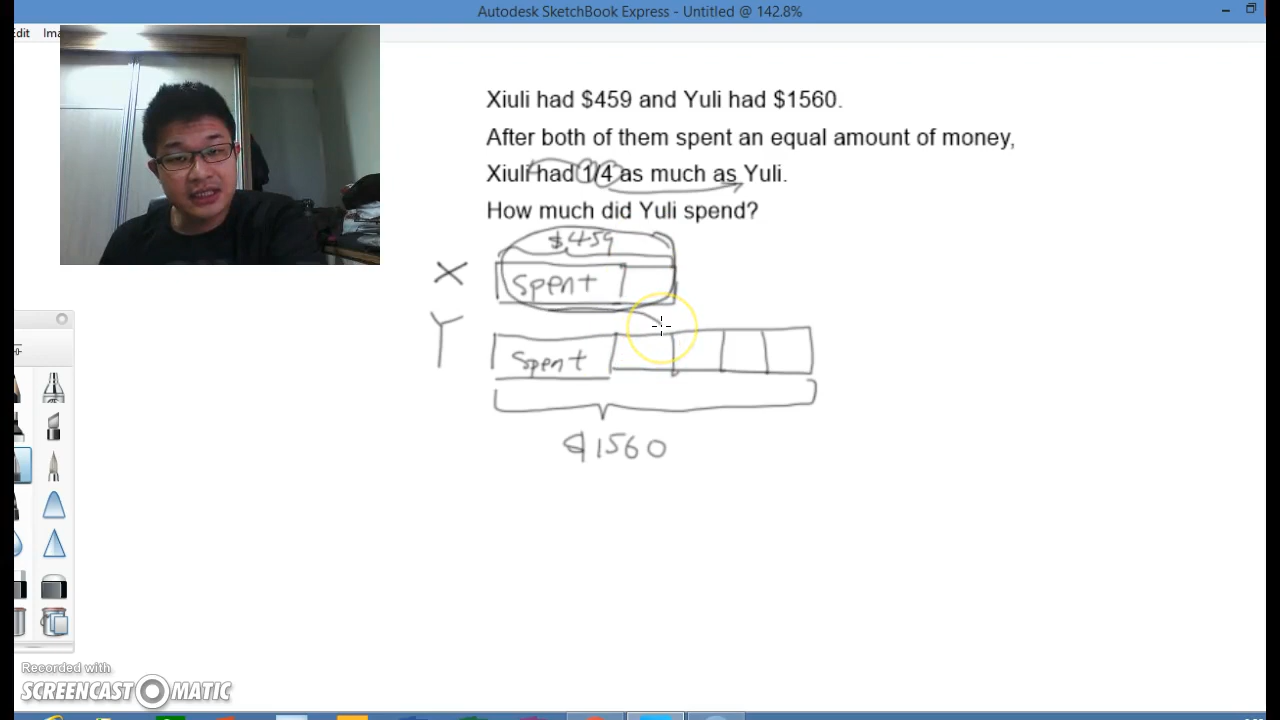 Autodesk SketchBook Express - Untitled @ 142.8%
dit Ima
Xiuli had $459 and Yuli had $1560.
After both of them spent an equal amount of money,
Xiuli had 1/4 as much as Yuli.
How much did Yuli spend?
$459
X spent
Y spent
$1560
Recorded with
SCREENCAST MATIC